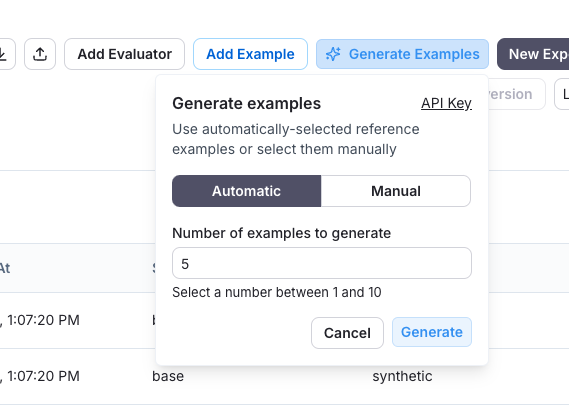 Add Evaluator
Add Example
Generate Examples
New Exp
ersion
L
Generate examples
API Key
Use automatically-selected reference
examples or select them manually
Automatic
Manual
Number of examples to generate
5
Select a number between 1 and 10
Cancel
Generate
At
S
, 1:07:20 PM
b
, 1:07:20 PM
base
synthetic